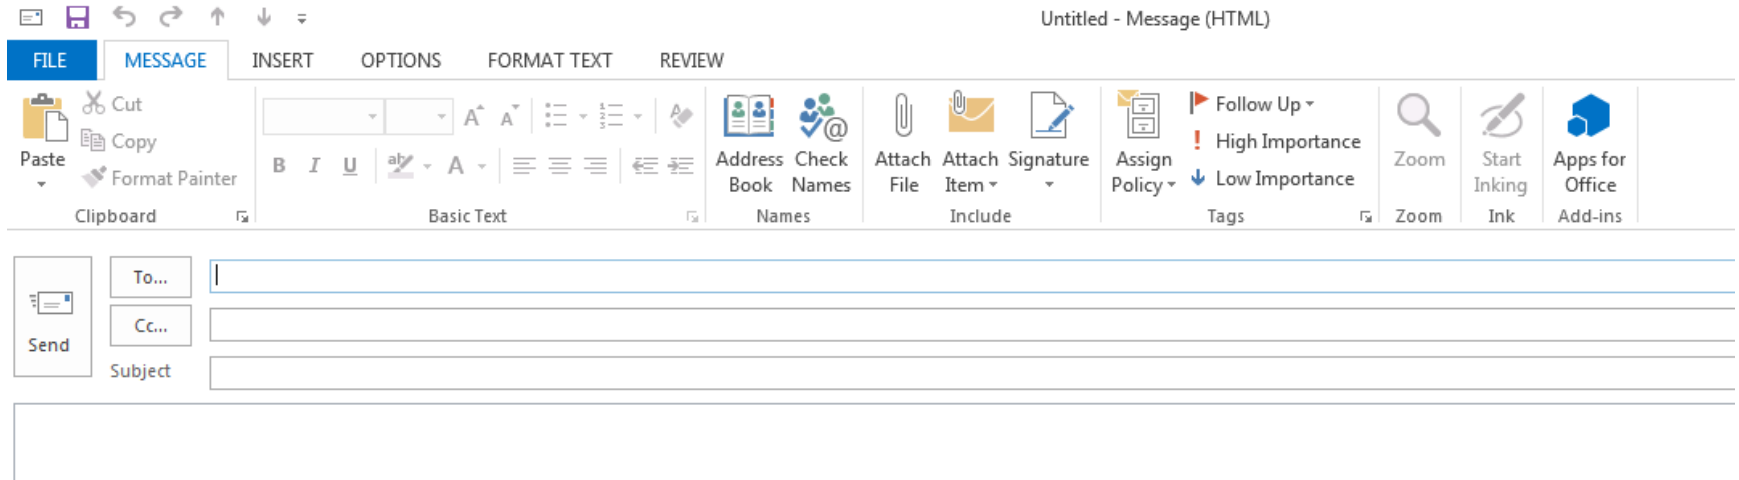 Untitled - Message (HTML)
FILE MESSAGE INSERT OPTIONS FORMAT TEXT REVIEW
Paste
Cut
Copy
Format Painter
Clipboard
A A
B I U aby A
Basic Text
Address Book
Check Names
Names
Attach File
Attach Item
Signature
Include
Assign Policy
Follow Up
High Importance
Low Importance
Tags
Zoom
Zoom
Start Inking
Ink
Apps for Office
Add-ins
Send
To...
Cc...
Subject